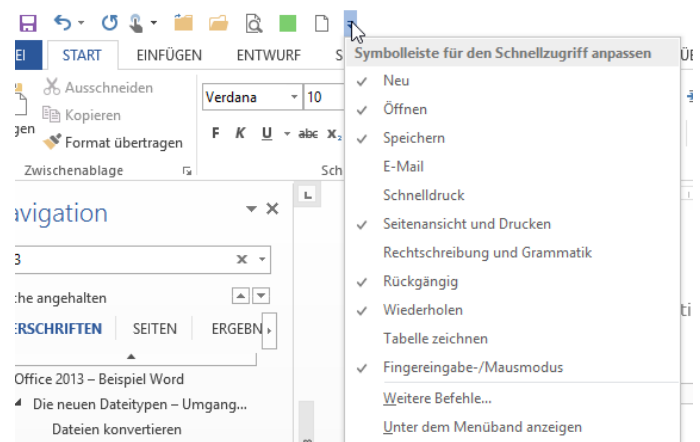 EI START EINFÜGEN ENTWURF S
Symbolleiste für den Schnellzugriff anpassen
Neu
Öffnen
Speichern
E-Mail
Schnelldruck
Seitenansicht und Drucken
Rechtschreibung und Grammatik
Rückgängig
Wiederholen
Tabelle zeichnen
Fingereingabe-/Mausmodus
Weitere Befehle...
Unter dem Menüband anzeigen
Ausschneiden
Kopieren
Format übertragen
gen
Zwischenablage
Verdana 10
F K U abc X₂
Sch
avigation
3
che angehalten
ERSCHRIFTEN SEITEN ERGEBN
Office 2013 – Beispiel Word
Die neuen Dateitypen – Umgang...
Dateien konvertieren